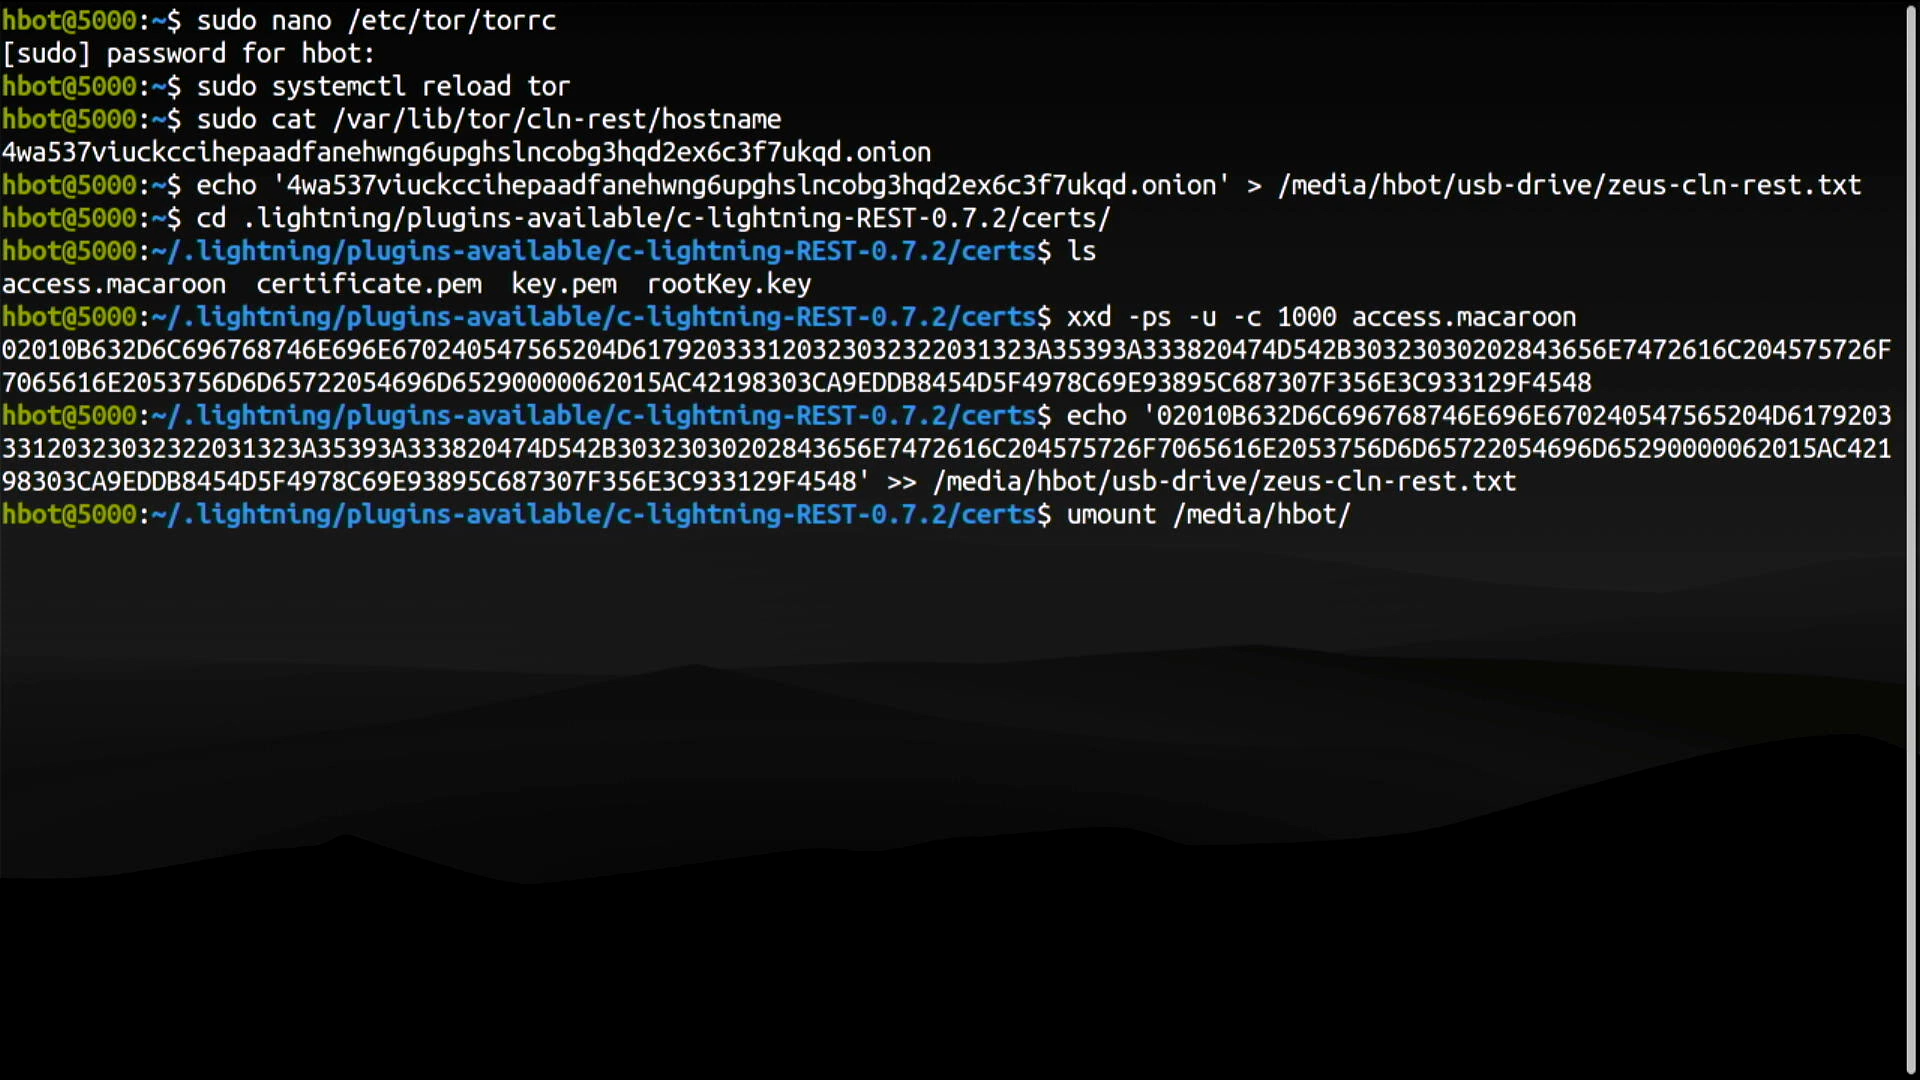 hbot@5000:~$ sudo nano /etc/tor/torrc
[sudo] password for hbot:
hbot@5000:~$ sudo systemctl reload tor
hbot@5000:~$ sudo cat /var/lib/tor/cln-rest/hostname
4wa537viuckccihepaadfanehwng6upghslncobg3hqd2ex6c3f7ukqd.onion
hbot@5000:~$ echo '4wa537viuckccihepaadfanehwng6upghslncobg3hqd2ex6c3f7ukqd.onion' > /media/hbot/usb-drive/zeus-cln-rest.txt
hbot@5000:~$ cd .lightning/plugins-available/c-lightning-REST-0.7.2/certs/
hbot@5000:~/.lightning/plugins-available/c-lightning-REST-0.7.2/certs$ ls
access.macaroon  certificate.pem  key.pem  rootKey.key
hbot@5000:~/.lightning/plugins-available/c-lightning-REST-0.7.2/certs$ xxd -ps -u -c 1000 access.macaroon
02010B632D6C696768746E696E670240547565204D617920333120323032322031323A35393A333820474D542B30323030202843656E7472616C204575726F
7065616E2053756D6D65722054696D65290000062015AC42198303CA9EDDB8454D5F4978C69E93895C687307F356E3C933129F4548
hbot@5000:~/.lightning/plugins-available/c-lightning-REST-0.7.2/certs$ echo '02010B632D6C696768746E696E670240547565204D6179203
33120323032322031323A35393A333820474D542B30323030202843656E7472616C204575726F7065616E2053756D6D65722054696D65290000062015AC421
98303CA9EDDB8454D5F4978C69E93895C687307F356E3C933129F4548' >> /media/hbot/usb-drive/zeus-cln-rest.txt
hbot@5000:~/.lightning/plugins-available/c-lightning-REST-0.7.2/certs$ umount /media/hbot/